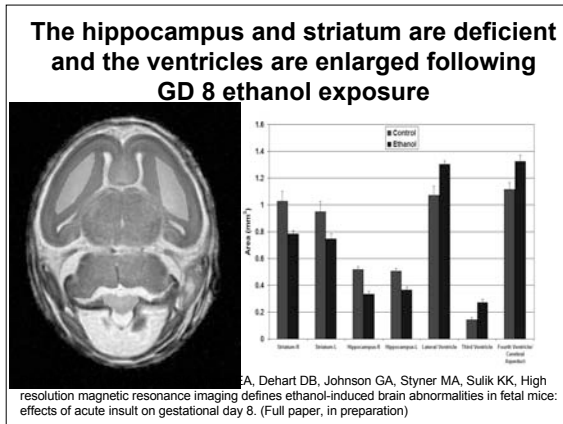 The hippocampus and striatum are deficient
and the ventricles are enlarged following
GD 8 ethanol exposure
Control
Ethanol
Area (mm²)
1.6
1.4
1.2
1
0.8
0.6
0.4
0.2
0
Striatum R
Striatum L
Hippocampus R
Hippocampus L
Lateral Ventricle
Third Ventricle
Fourth Ventricle/
Cerebral
Aqueduct
EA, Dehart DB, Johnson GA, Styner MA, Sulik KK, High
resolution magnetic resonance imaging defines ethanol-induced brain abnormalities in fetal mice:
effects of acute insult on gestational day 8. (Full paper, in preparation)